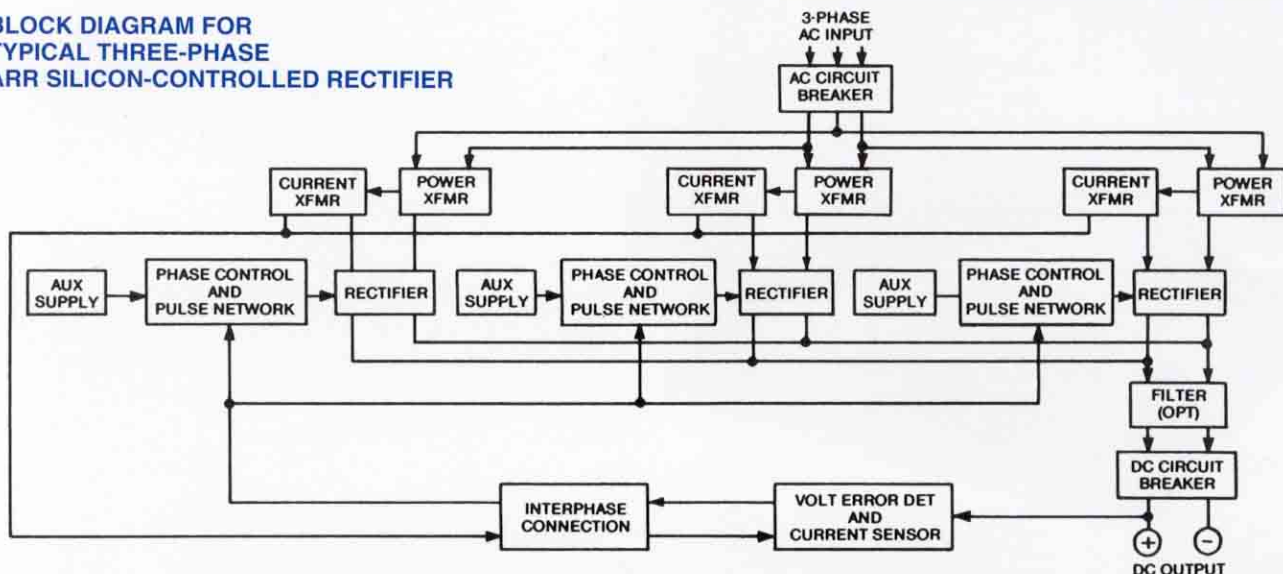 BLOCK DIAGRAM FOR
TYPICAL THREE-PHASE
ARR SILICON-CONTROLLED RECTIFIER
3-PHASE
AC INPUT
AC CIRCUIT
BREAKER
CURRENT
XFMR
POWER
XFMR
CURRENT
XFMR
POWER
XFMR
CURRENT
XFMR
POWER
XFMR
AUX
SUPPLY
PHASE CONTROL
AND
PULSE NETWORK
RECTIFIER
AUX
SUPPLY
PHASE CONTROL
AND
PULSE NETWORK
RECTIFIER
AUX
SUPPLY
PHASE CONTROL
AND
PULSE NETWORK
RECTIFIER
FILTER
(OPT)
DC CIRCUIT
BREAKER
INTERPHASE
CONNECTION
VOLT ERROR DET
AND
CURRENT SENSOR
+ −
DC OUTPUT